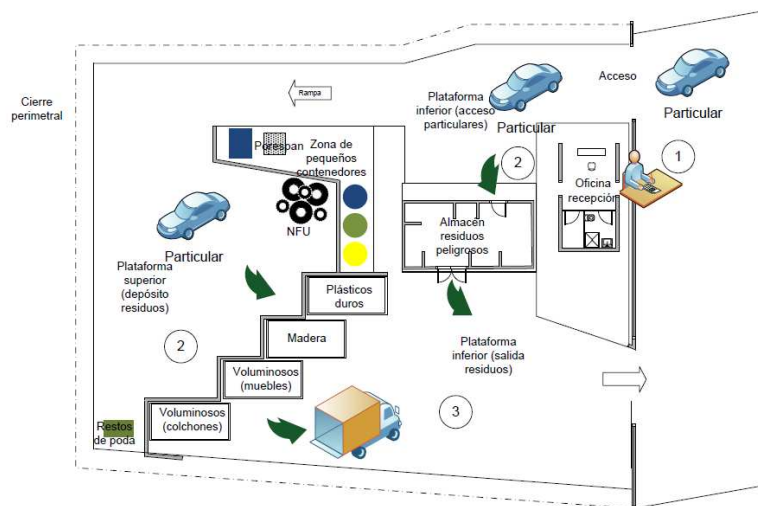 Acceso
Particular
1
Cierre
perimetral
Rampa
Plataforma
inferior (acceso
particulares)
Particular
2
Porespan
Zona de
pequeños
contenedores
NFU
Oficina
recepción
Almacén
residuos
peligrosos
Particular
Plataforma
superior
(depósito
residuos)
2
Plásticos
duros
Madera
Voluminosos
(muebles)
Voluminosos
(colchones)
Restos
de poda
Plataforma
inferior (salida
residuos)
3